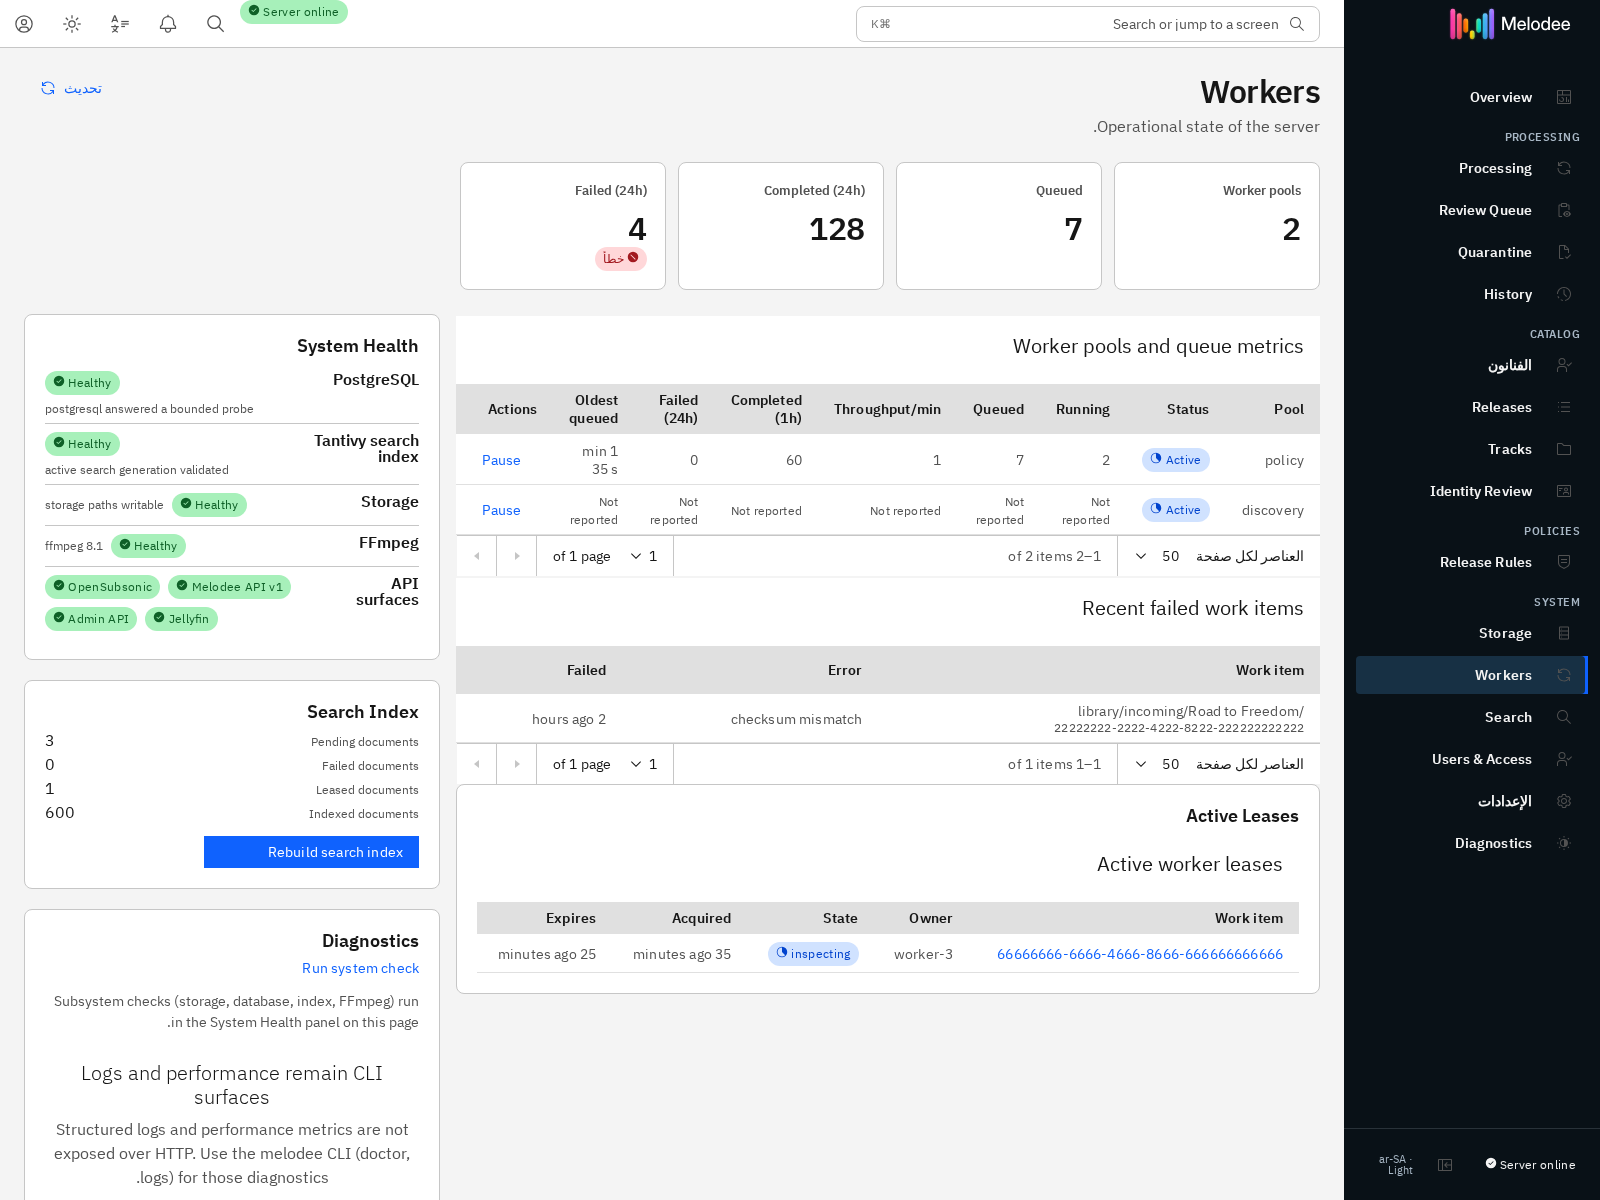 Melodee
Overview
PROCESSING
Processing
Review Queue
Quarantine
History
CATALOG
الفنانون
Releases
Tracks
Identity Review
POLICIES
Release Rules
SYSTEM
Storage
Workers
Search
Users & Access
الإعدادات
Diagnostics
Server online
ar-SA ·
Light
Search or jump to a screen
K⌘
Server online
Workers
.Operational state of the server
تحديث
Worker pools
2
Queued
7
Completed (24h)
128
Failed (24h)
4
خطأ
Worker pools and queue metrics
Pool Status Running Queued Throughput/min Completed (1h) Failed (24h) Oldest queued Actions
policy Active 2 7 1 60 0 min 1 35 s Pause
discovery Active Not reported Not reported Not reported Not reported Not reported Not reported Pause
العناصر لكل صفحة 50 of 2 items 2–1 1 of 1 page
Recent failed work items
Work item Error Failed
library/incoming/Road to Freedom/ checksum mismatch hours ago 2
22222222-2222-4222-8222-222222222222
العناصر لكل صفحة 50 of 1 items 1–1 1 of 1 page
Active Leases
Active worker leases
Work item Owner State Acquired Expires
66666666-6666-4666-8666-666666666666 worker-3 inspecting minutes ago 35 minutes ago 25
System Health
PostgreSQL Healthy
postgresql answered a bounded probe
Tantivy search index Healthy
active search generation validated
Storage Healthy storage paths writable
FFmpeg Healthy ffmpeg 8.1
API surfaces Melodee API v1 OpenSubsonic
Jellyfin Admin API
Search Index
Pending documents 3
Failed documents 0
Leased documents 1
Indexed documents 600
Rebuild search index
Diagnostics
Run system check
Subsystem checks (storage, database, index, FFmpeg) run
.in the System Health panel on this page
Logs and performance remain CLI
surfaces
Structured logs and performance metrics are not
exposed over HTTP. Use the melodee CLI (doctor,
.logs) for those diagnostics